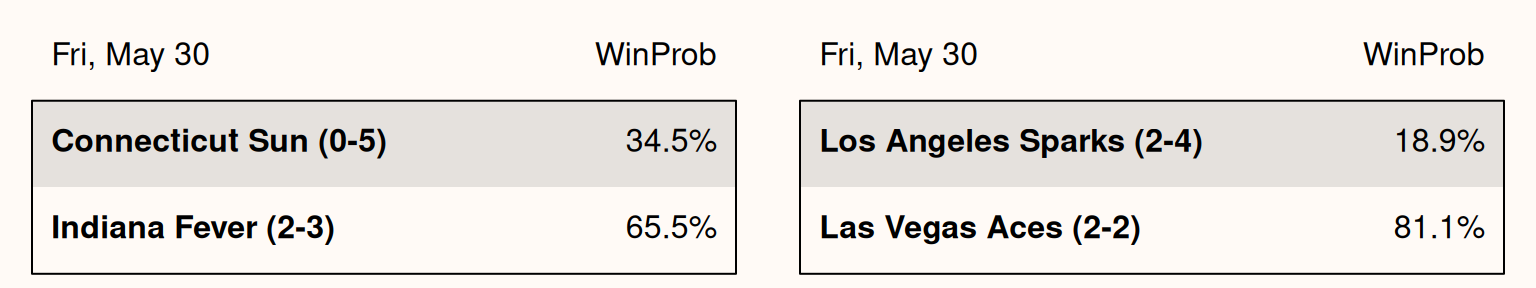 Fri, May 30 WinProb
Connecticut Sun (0-5) 34.5%
Indiana Fever (2-3) 65.5%
Fri, May 30 WinProb
Los Angeles Sparks (2-4) 18.9%
Las Vegas Aces (2-2) 81.1%